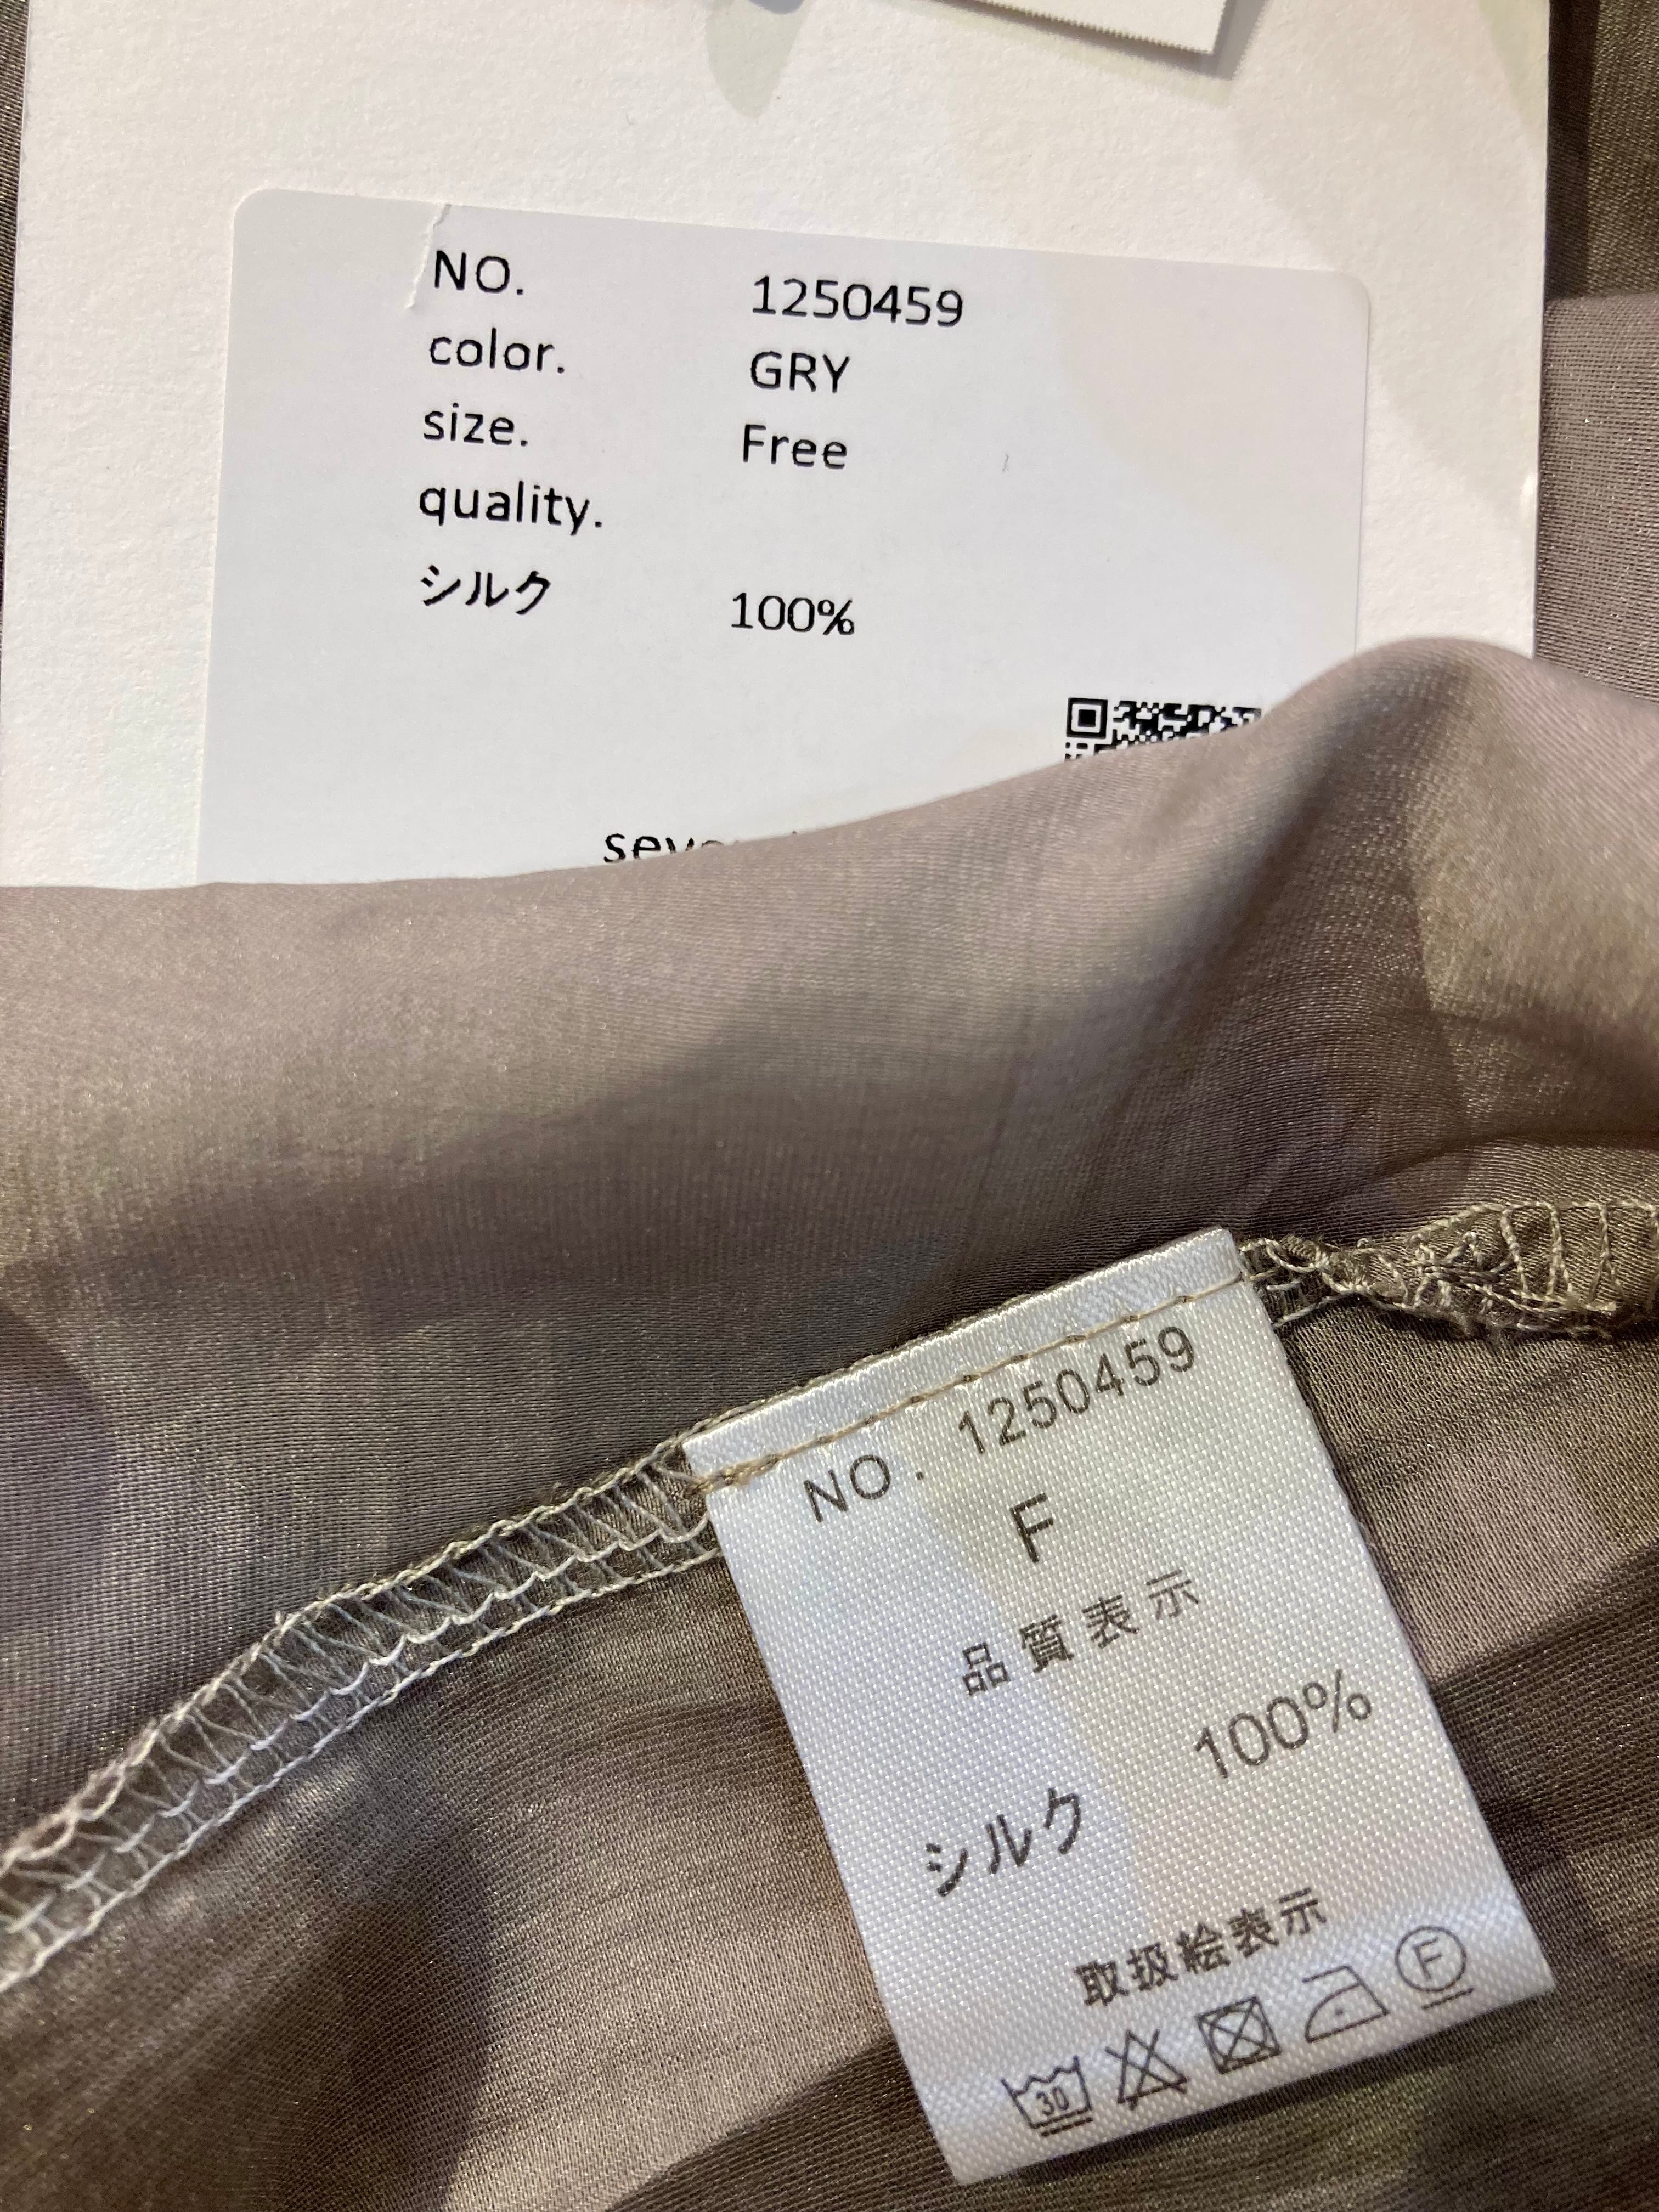 NO. 1250459
color. GRY
size. Free
quality.
シルク 100%
NO. 1250459
F
品質表示
シルク 100%
取扱絵表示
30
F